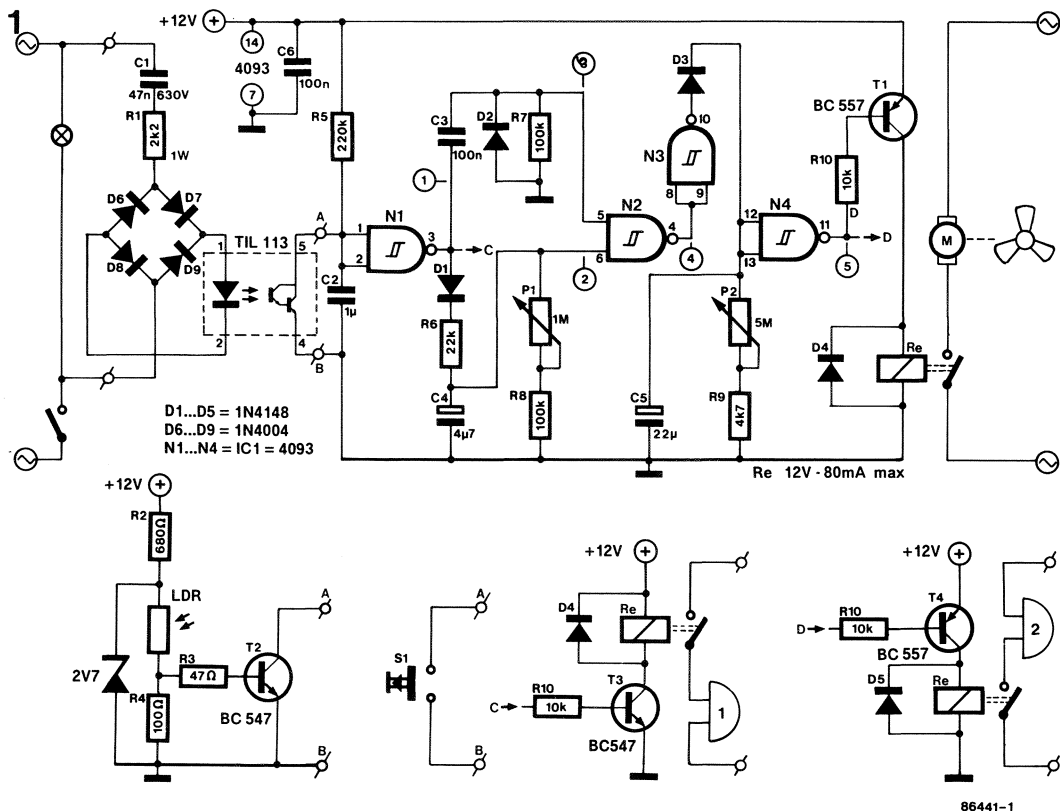 1
+12V
14
4093
7
C6
100n
C1
47n 630V
R1
2k2
1W
D6
D7
D8
D9
TIL 113
1
5
2
4
A
B
R5
220k
C2
1µ
N1
1
2
3
C
C3
100n
1
D2
R7
100k
3
D1
R6
22k
C4
4µ7
P1
1M
R8
100k
2
N2
5
6
4
4
D3
10
N3
8
9
N4
12
13
11
D
5
C5
22µ
P2
5M
R9
4k7
T1
BC 557
R10
10k
D
D4
Re
M
D1...D5 = 1N4148
D6...D9 = 1N4004
N1...N4 = IC1 = 4093
Re 12V - 80mA max
+12V
R2
680Ω
LDR
2V7
R3
47Ω
R4
100Ω
T2
BC 547
A
B
S1
A
B
+12V
D4
Re
C
R10
10k
T3
BC547
1
+12V
D
R10
10k
T4
BC 557
D5
Re
2
86441-1